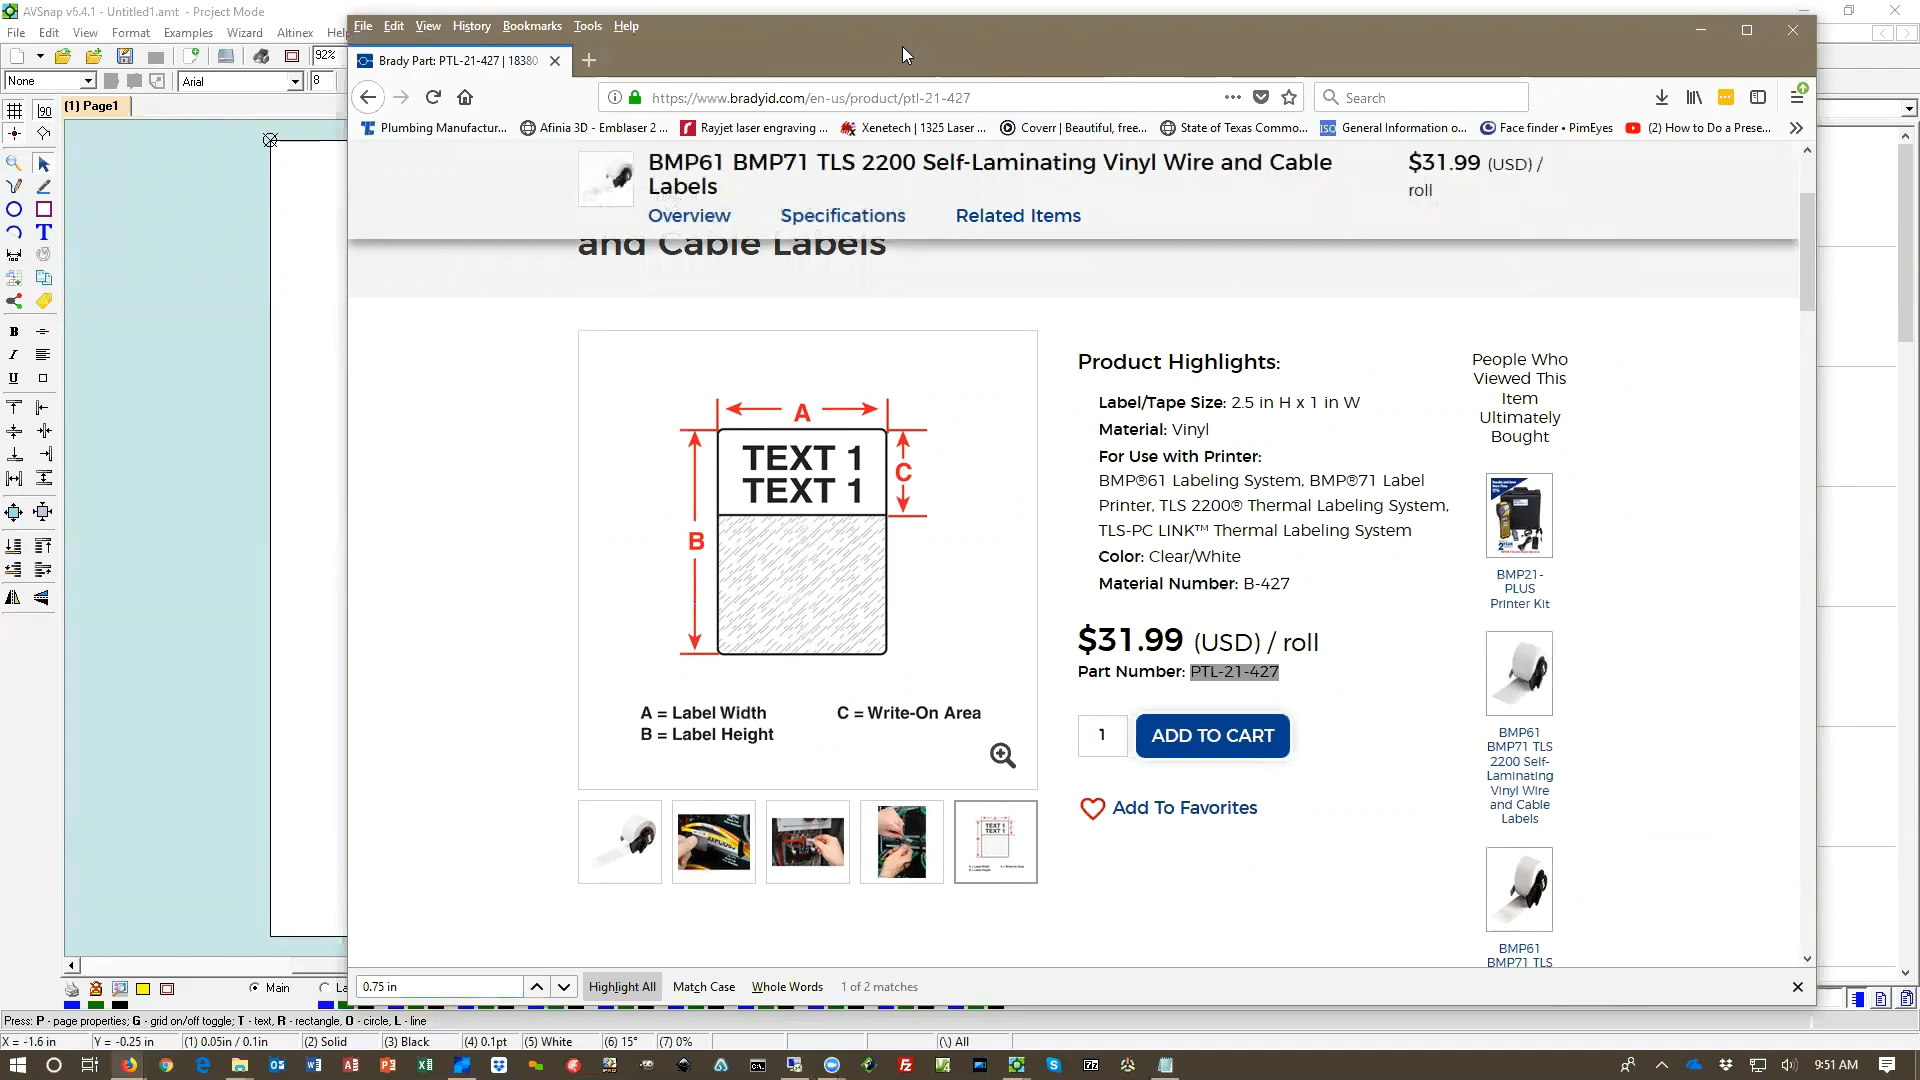 AVSnap v6.4.1 - Untitled1.amt - Project Mode
File Edit View Format Examples Wizard Altinex Help
92%
None Arial 8
(1) Page1
File Edit View History Bookmarks Tools Help
Brady Part: PTL-21-427 | 18380
https://www.bradyid.com/en-us/product/ptl-21-427
Search
Plumbing Manufactur...
Afinia 3D - Emblaser 2 ...
Rayjet laser engraving ...
Xenetech | 1325 Laser ...
Coverr | Beautiful, free...
State of Texas Commo...
ISO General Information o...
Face finder • PimEyes
(2) How to Do a Prese...
BMP61 BMP71 TLS 2200 Self-Laminating Vinyl Wire and Cable
Labels
$31.99 (USD) /
roll
Overview Specifications Related Items
and Cable Labels
A
TEXT 1
TEXT 1
C
B
A = Label Width C = Write-On Area
B = Label Height
TEXT 1
TEXT 1
Product Highlights:
Label/Tape Size: 2.5 in H x 1 in W
Material: Vinyl
For Use with Printer:
BMP®61 Labeling System, BMP®71 Label
Printer, TLS 2200® Thermal Labeling System,
TLS-PC LINK™ Thermal Labeling System
Color: Clear/White
Material Number: B-427
$31.99 (USD) / roll
Part Number: PTL-21-427
1 ADD TO CART
Add To Favorites
People Who
Viewed This
Item
Ultimately
Bought
BMP21-
PLUS
Printer Kit
BMP61
BMP71 TLS
2200 Self-
Laminating
Vinyl Wire
and Cable
Labels
BMP61
BMP71 TLS
0.75 in Highlight All Match Case Whole Words 1 of 2 matches
Main La
Press: P - page properties; G - grid on/off toggle; T - text, R - rectangle, O - circle, L - line
X = -1.6 in Y = -0.25 in (1) 0.05in / 0.1in (2) Solid (3) Black (4) 0.1pt (5) White (6) 15° (7) 0% (\) All
9:51 AM